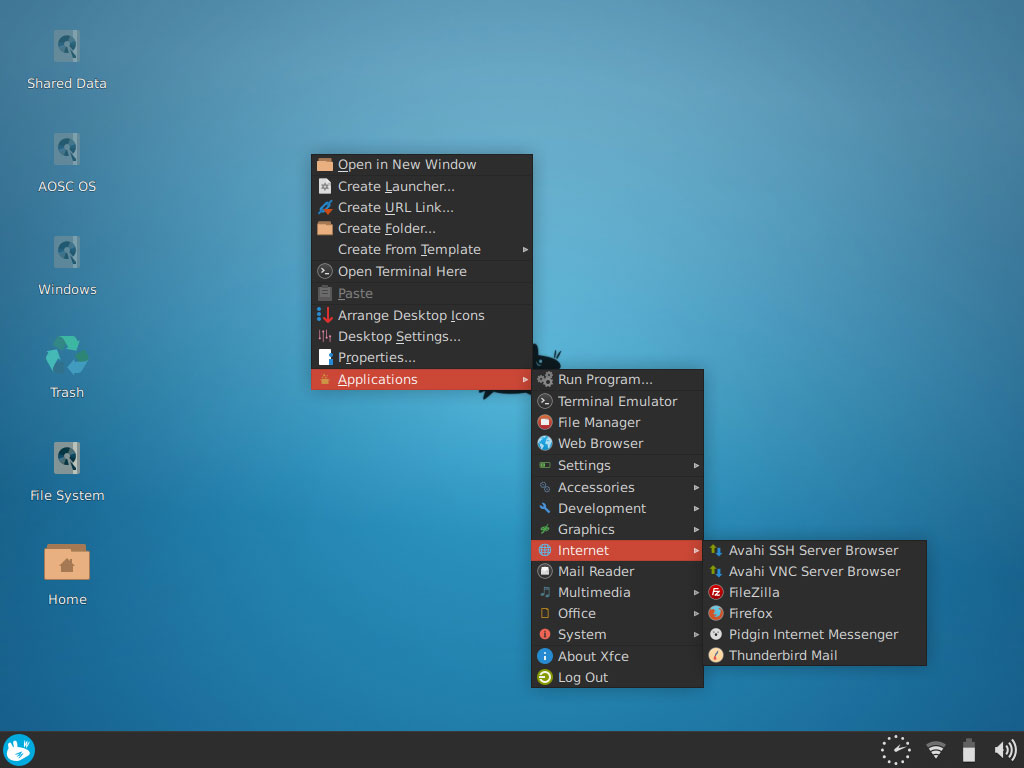 Shared Data
AOSC OS
Windows
Trash
File System
Home
Open in New Window
Create Launcher...
Create URL Link...
Create Folder...
Create From Template
Open Terminal Here
Paste
Arrange Desktop Icons
Desktop Settings...
Properties...
Applications
Run Program...
Terminal Emulator
File Manager
Web Browser
Settings
Accessories
Development
Graphics
Internet
Mail Reader
Multimedia
Office
System
About Xfce
Log Out
Avahi SSH Server Browser
Avahi VNC Server Browser
FileZilla
Firefox
Pidgin Internet Messenger
Thunderbird Mail